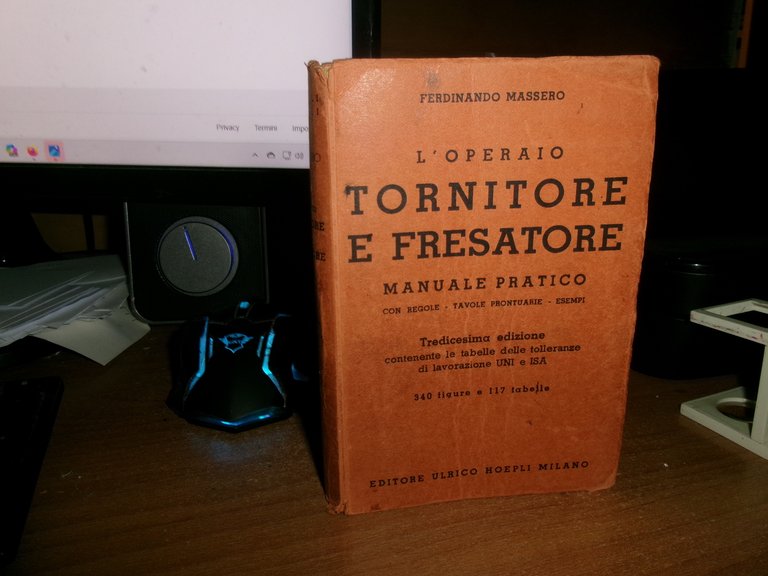 Privacy Termini
FERDINANDO MASSERO
L'OPERAIO
TORNITORE
E FRESATORE
MANUALE PRATICO
CON REGOLE - TAVOLE PRONTUARIE - ESEMPI
Tredicesima edizione
contenente le tabelle delle tolleranze
di lavorazione UNI e ISA
340 figure e 117 tabelle
EDITORE ULRICO HOEPLI MILANO